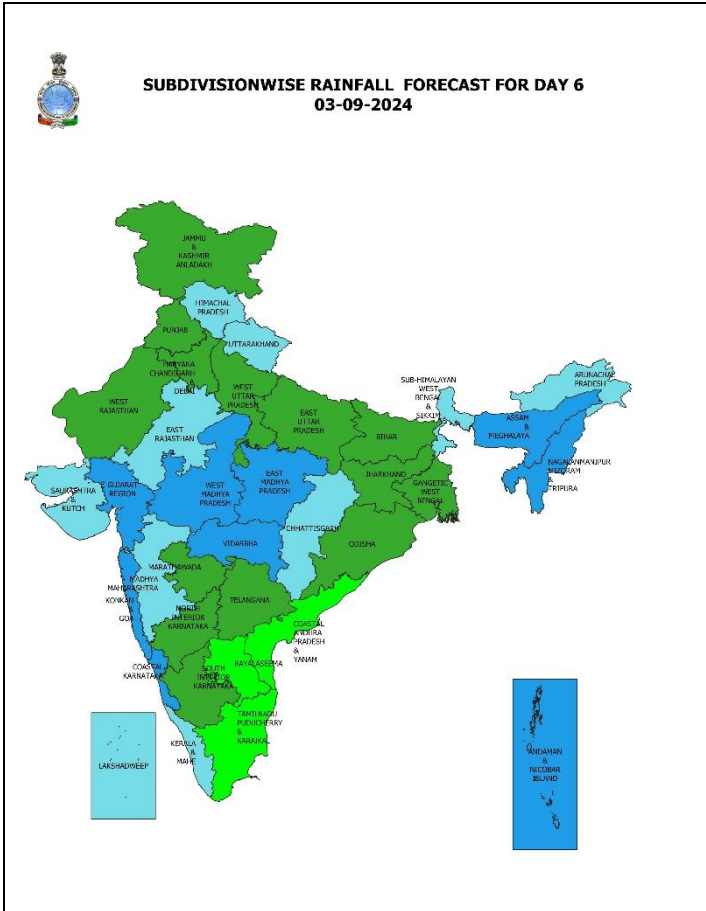 SUBDIVISIONWISE RAINFALL FORECAST FOR DAY 6
03-09-2024
JAMMU
&
KASHMIR
ANLADAKH
HIMACHAL
PRADESH
PUNJAB
UTTARAKHAND
HARYANA
CHANDIGARH
&
DELHI
WEST
RAJASTHAN
WEST
UTTAR
PRADESH
EAST
UTTAR
PRADESH
EAST
RAJASTHAN
SUB-HIMALAYAN
WEST
BENGAL
&
SIKKIM
ARUNACHAL
PRADESH
ASSAM
&
MEGHALAYA
NAGALANMANJPUR
MIZORAM
&
TRIPURA
BIHAR
JHARKHAND
GANGETIC
WEST
BENGAL
SAURASHTRA
&
KUTCH
GUJARAT
REGION
WEST
MADHYA
PRADESH
EAST
MADHYA
PRADESH
CHHATTISGARH
ODISHA
VIDARBHA
MARATHAWADA
MADHYA
MAHARASHTRA
KONKAN
&
GOA
NORTH
INTERIOR
KARNATAKA
TELANGANA
COASTAL
ANDHRA
PRADESH
&
YANAM
COASTAL
KARNATAKA
SOUTH
INTERIOR
KARNATAKA
RAYALASEEMA
TAMILNADU
PUDUCHERRY
&
KARAIKAL
KERALA
&
MAHE
LAKSHADWEEP
ANDAMAN
&
NICOBAR
ISLAND